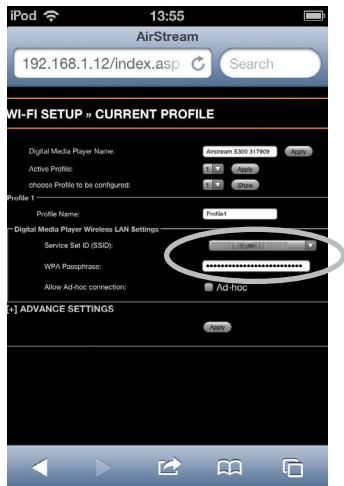 iPod 13:55
AirStream
192.168.1.12/index.asp Search
WI-FI SETUP » CURRENT PROFILE
Digital Media Player Name: Airstream S300 317909 Apply
Active Profile: 1 Apply
choose Profile to be configured: 1 Show
Profile 1
Profile Name: Profile1
Digital Media Player Wireless LAN Settings
Service Set ID (SSID):
WPA Passphrase: ••••••••••••••••••••••••••
Allow Ad-hoc connection: Ad-hoc
[+] ADVANCE SETTINGS
Apply